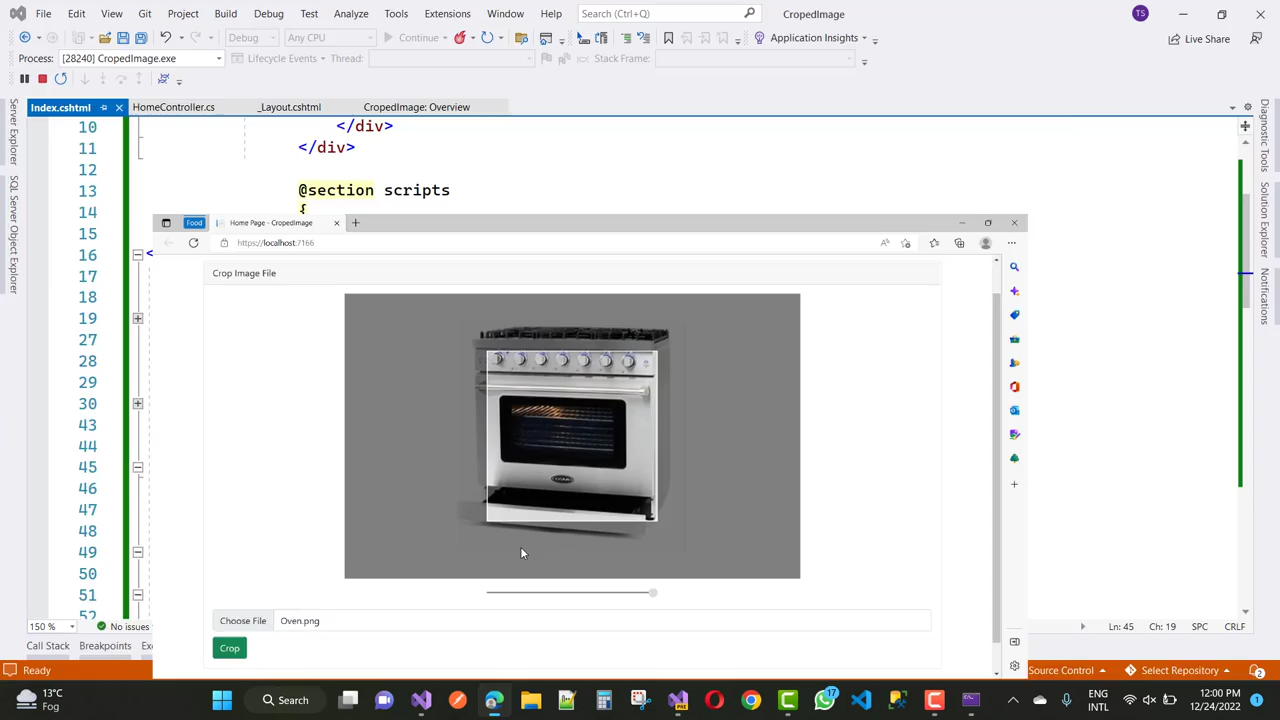 File Edit View Git Project Build Debug Test Analyze Tools Extensions Window Help Search (Ctrl+Q) CropedImage TS
Debug Any CPU Continue Application Insights Live Share
Process: [28240] CropedImage.exe Lifecycle Events Thread: Stack Frame:
Index.cshtml HomeController.cs _Layout.cshtml CropedImage: Overview
Server Explorer
SQL Server Object Explorer
Diagnostic Tools
Solution Explorer
Notifications
10 </div>
11 </div>
12
13 @section scripts
14 {
15
16 <
17
18
19
27
28
29
30
43
44
45
46
47
48
49
50
51
52
Food Home Page - CropedImage
https://localhost:7166
Crop Image File
Choose File Oven.png
Crop
150 % No issues Ln: 45 Ch: 19 SPC CRLF
Call Stack Breakpoints
Ready Source Control Select Repository 2
13°C
Fog
Search
17
PRE
ENG
INTL
12:00 PM
12/24/2022
1